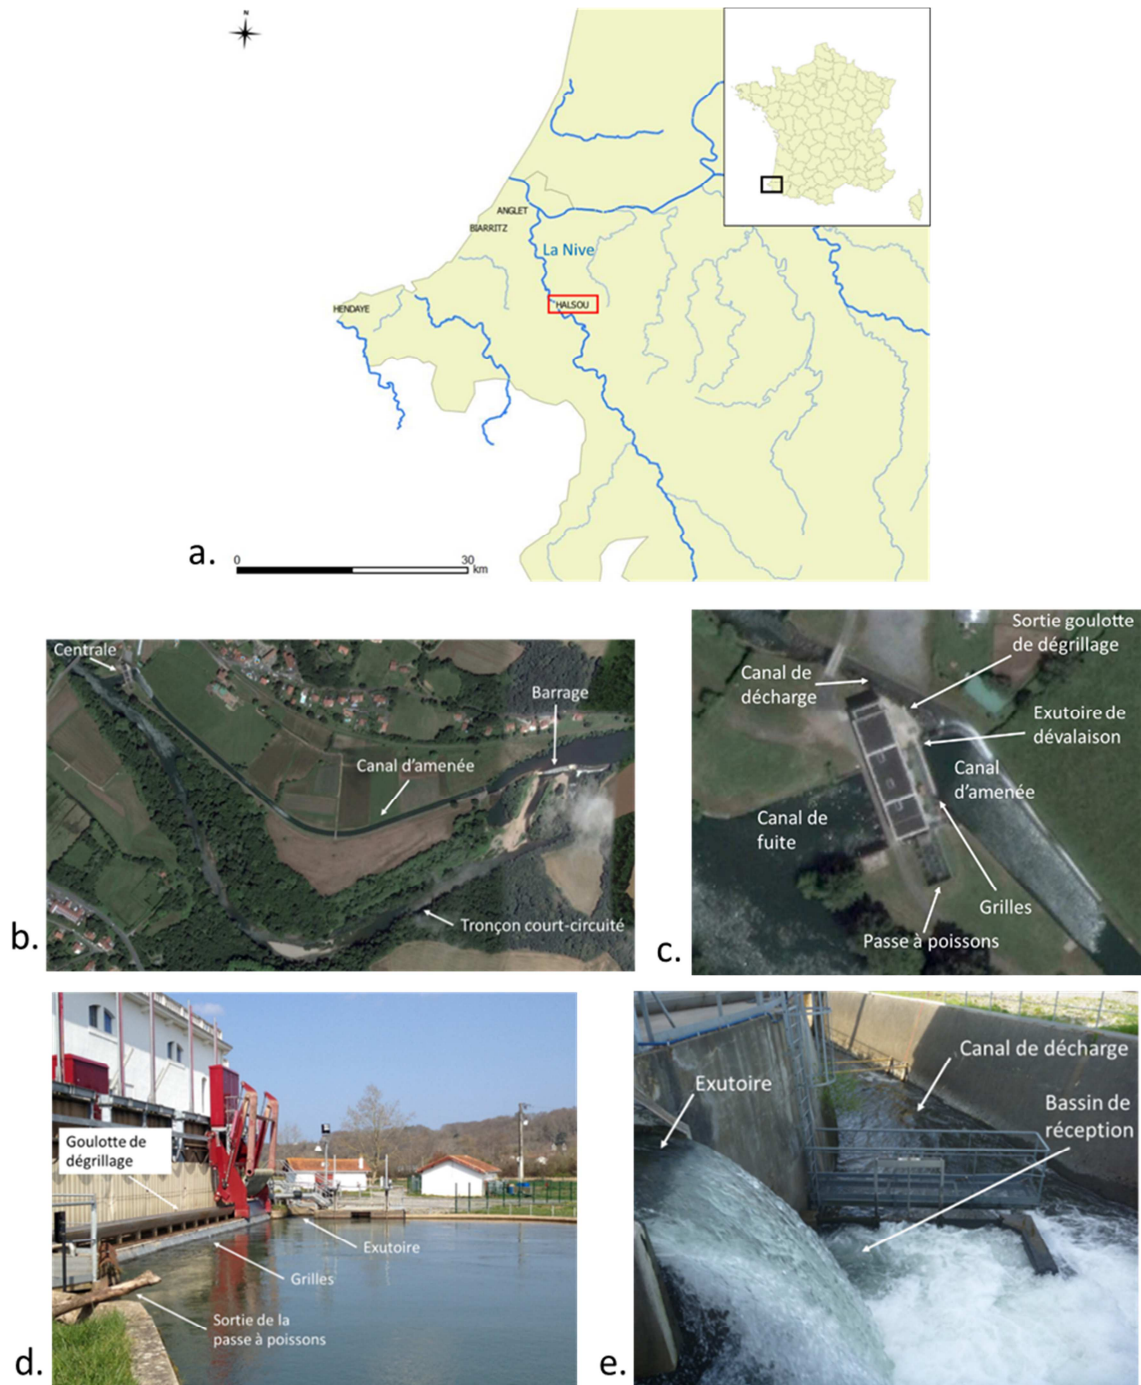 ANGLET
BIARRITZ
La Nive
HALSOU
HENDAYE
a.
0
30
km
Centrale
Barrage
Canal d'amenée
Tronçon court-circuité
b.
Sortie goulotte
de dégrillage
Canal de
décharge
Exutoire de
dévalaison
Canal
d'amenée
Canal de
fuite
Grilles
Passe à poissons
c.
Goulotte de
dégrillage
Exutoire
Grilles
Sortie de la
passe à poissons
d.
Canal de décharge
Exutoire
Bassin de
réception
e.